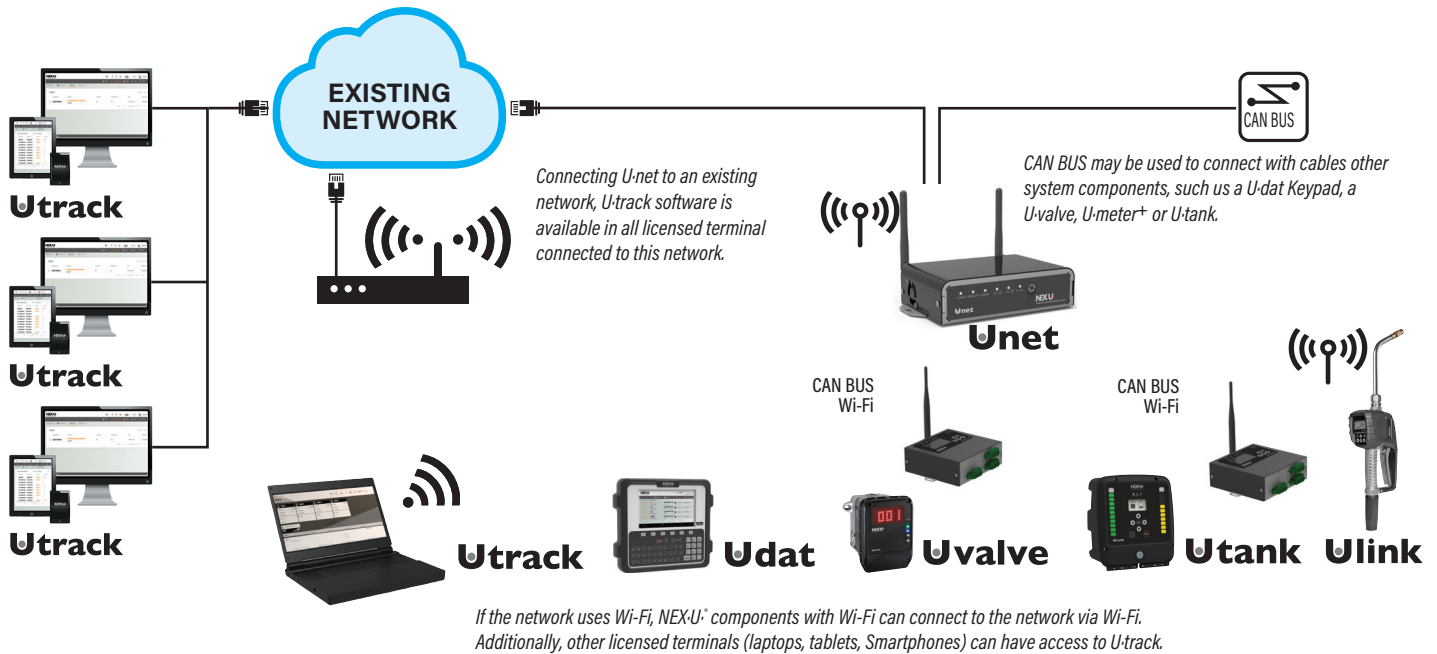 EXISTING
NETWORK
CAN BUS
Utrack
Connecting U·net to an existing
network, U·track software is
available in all licensed terminal
connected to this network.
CAN BUS may be used to connect with cables other
system components, such us a U·dat Keypad, a
U·valve, U·meter+ or U·tank.
NEX·U·
Unet
Unet
Utrack
CAN BUS
Wi-Fi
CAN BUS
Wi-Fi
001
Utrack
Utrack
Udat
Uvalve
Utank
Ulink
If the network uses Wi-Fi, NEX·U·® components with Wi-Fi can connect to the network via Wi-Fi.
Additionally, other licensed terminals (laptops, tablets, Smartphones) can have access to U·track.